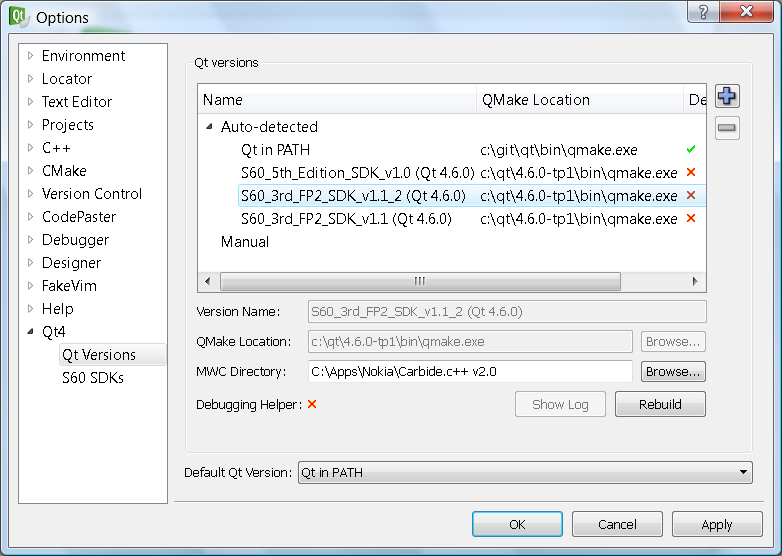 Qt Options
Environment
Locator
Text Editor
Projects
C++
CMake
Version Control
CodePaster
Debugger
Designer
FakeVim
Help
Qt4
Qt Versions
S60 SDKs
Qt versions
Name QMake Location De
Auto-detected
Qt in PATH c:\git\qt\bin\qmake.exe
S60_5th_Edition_SDK_v1.0 (Qt 4.6.0) c:\qt\4.6.0-tp1\bin\qmake.exe
S60_3rd_FP2_SDK_v1.1_2 (Qt 4.6.0) c:\qt\4.6.0-tp1\bin\qmake.exe
S60_3rd_FP2_SDK_v1.1 (Qt 4.6.0) c:\qt\4.6.0-tp1\bin\qmake.exe
Manual
Version Name: S60_3rd_FP2_SDK_v1.1_2 (Qt 4.6.0)
QMake Location: c:\qt\4.6.0-tp1\bin\qmake.exe Browse...
MWC Directory: C:\Apps\Nokia\Carbide.c++ v2.0 Browse...
Debugging Helper: Show Log Rebuild
Default Qt Version: Qt in PATH
OK Cancel Apply